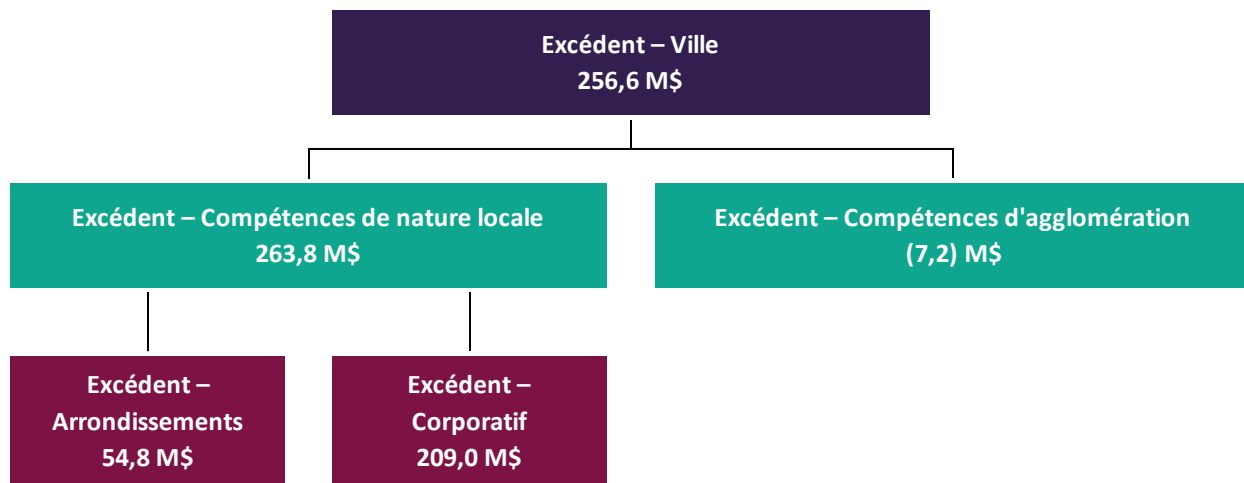 Excédent – Ville
256,6 M$
Excédent – Compétences de nature locale
263,8 M$
Excédent – Compétences d'agglomération
(7,2) M$
Excédent –
Arrondissements
54,8 M$
Excédent –
Corporatif
209,0 M$